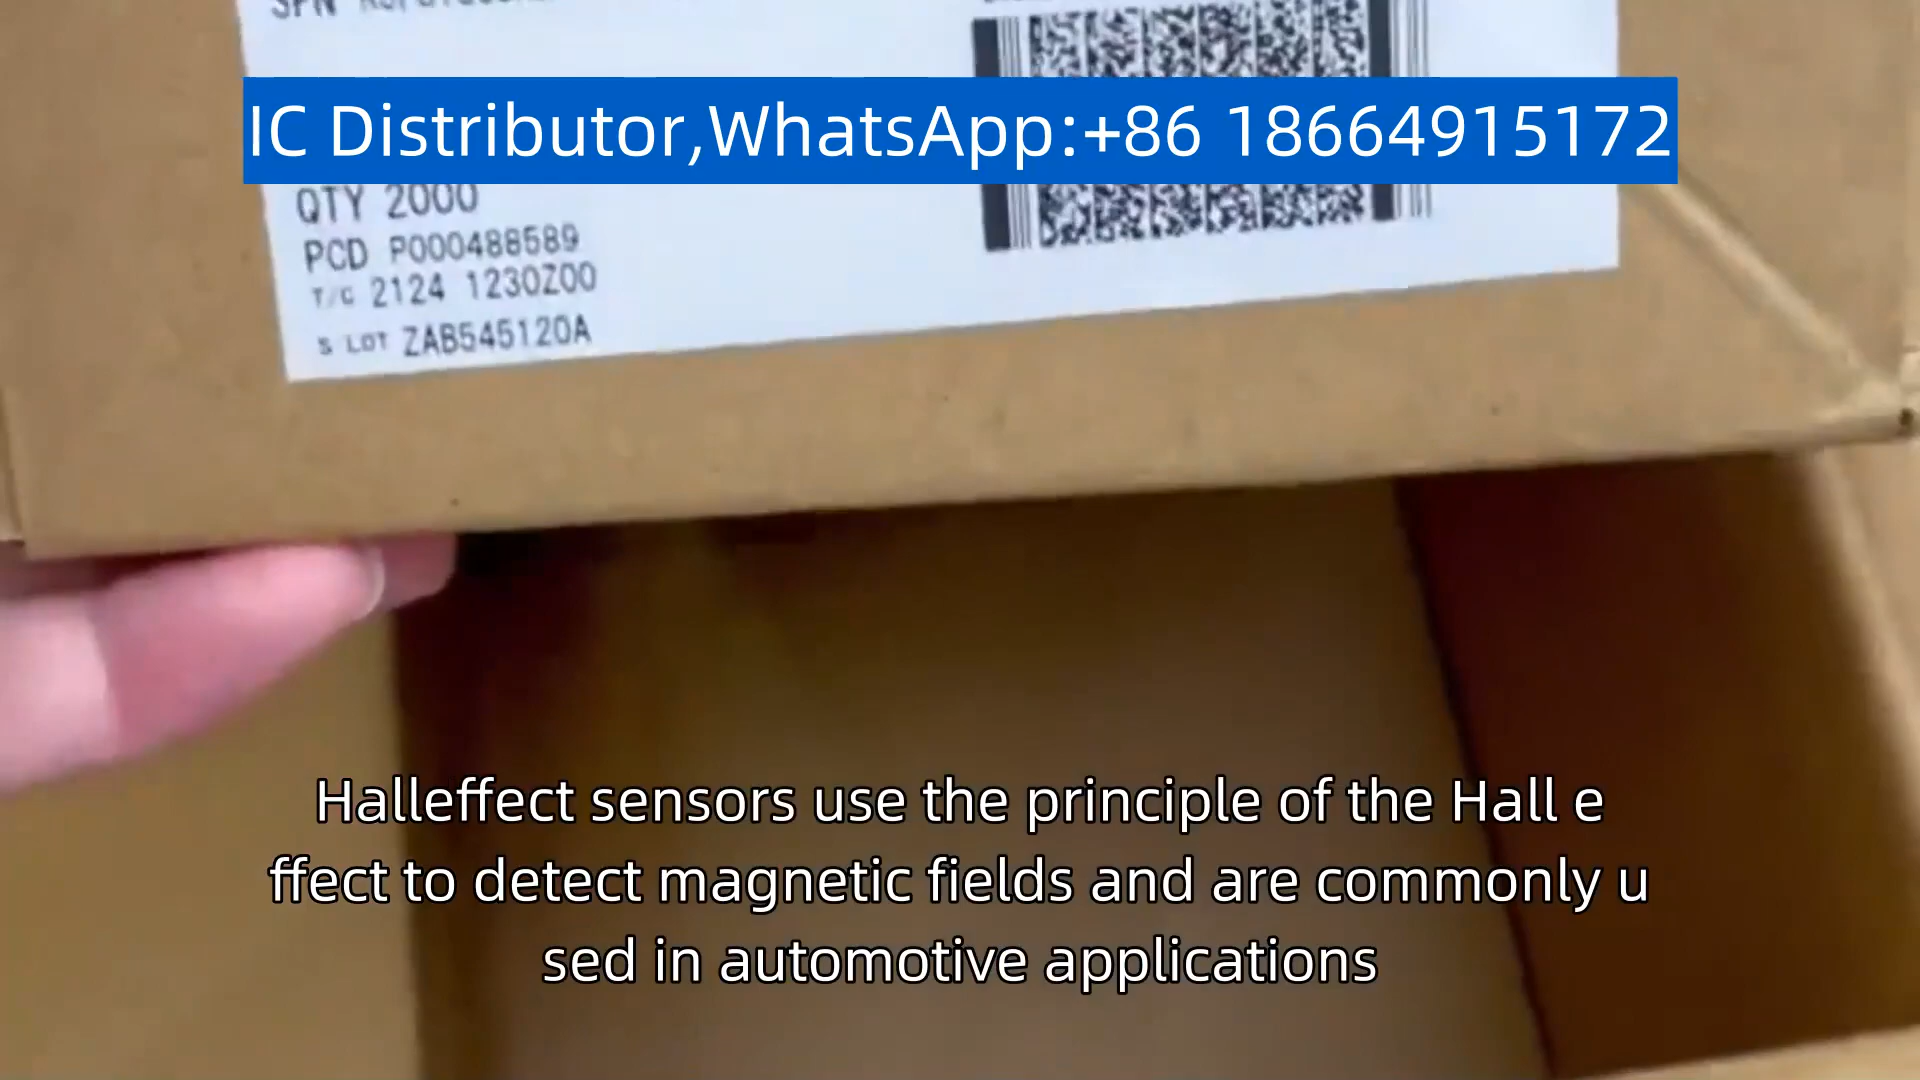 SPN
IC Distributor,WhatsApp:+86 18664915172
QTY 2000
PCD P000488589
T/C 2124 1230Z00
S LOT ZAB545120A
Halleffect sensors use the principle of the Hall e
ffect to detect magnetic fields and are commonly u
sed in automotive applications